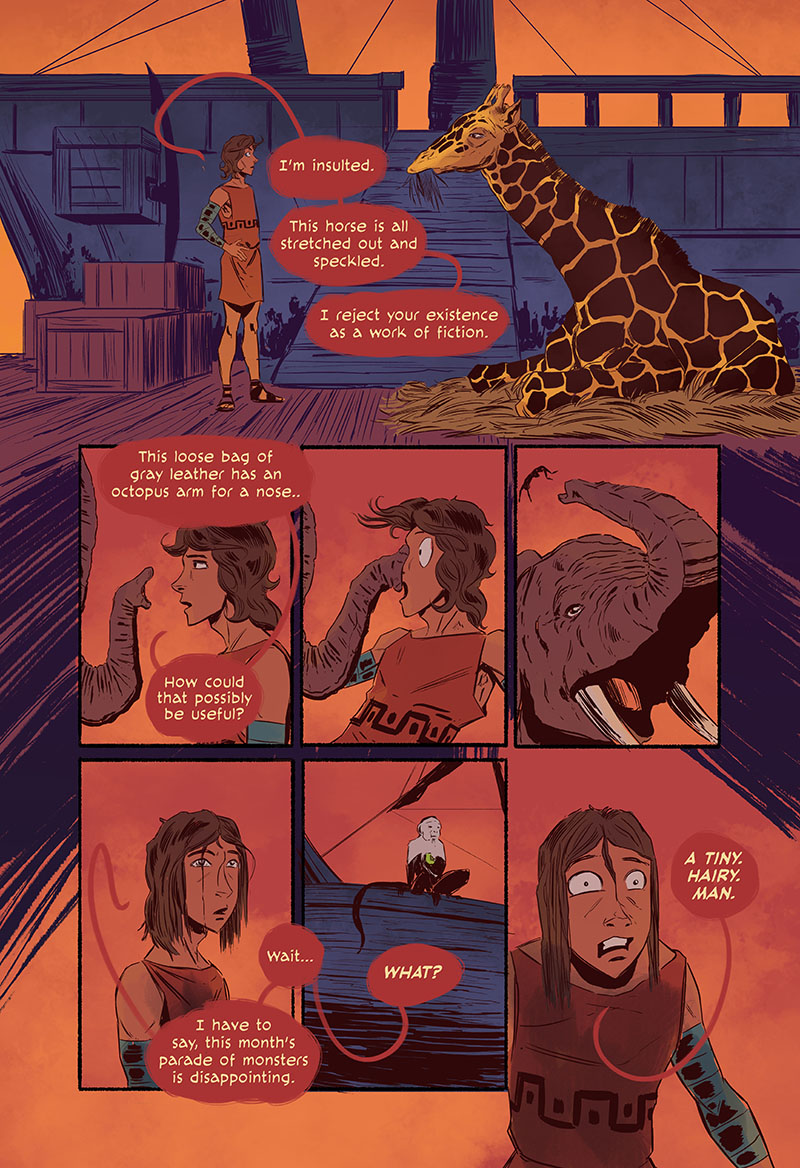 I'm insulted.
This horse is all
stretched out and
speckled.
I reject your existence
as a work of fiction.
This loose bag of
gray leather has an
octopus arm for a nose..
How could
that possibly
be useful?
I have to
say, this month's
parade of monsters
is disappointing.
Wait...
WHAT?
A TINY.
HAIRY.
MAN.